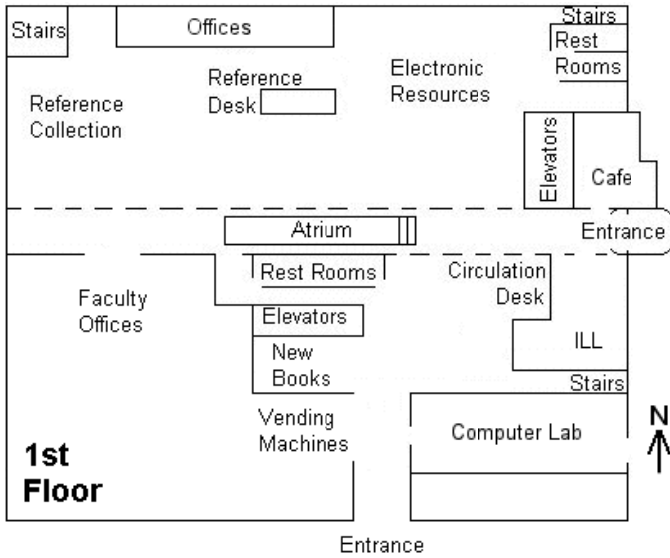 Stairs
Offices
Stairs
Rest
Rooms
Reference
Desk
Electronic
Resources
Reference
Collection
Elevators
Cafe
Atrium
Entrance
Rest Rooms
Circulation
Desk
Faculty
Offices
Elevators
ILL
New
Books
Stairs
Vending
Machines
Computer Lab
N
1st
Floor
Entrance